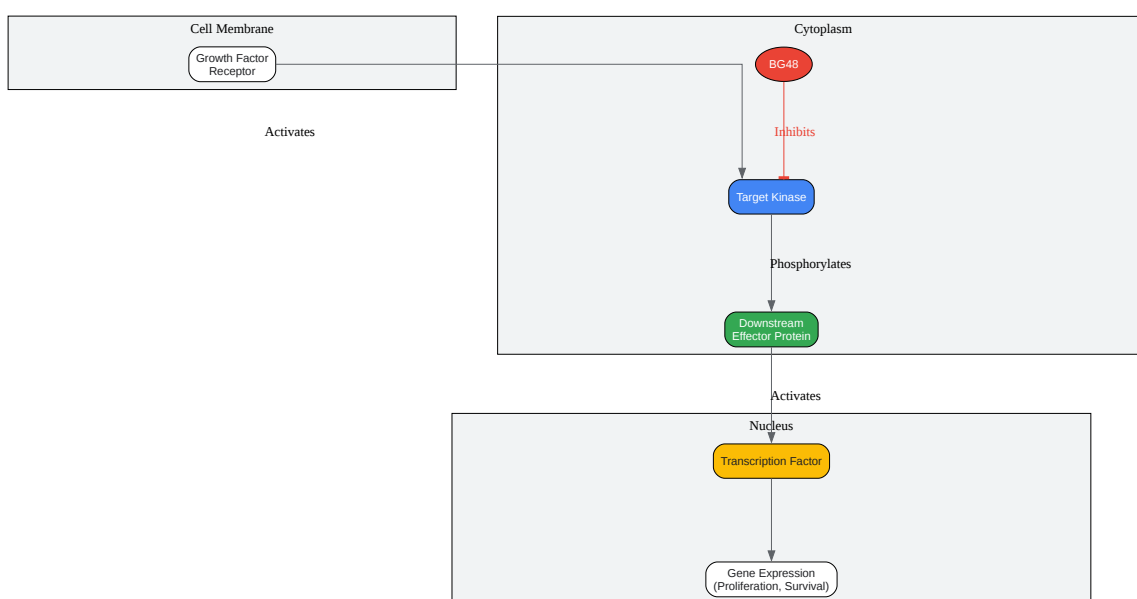 Cell Membrane
Growth Factor
Receptor
Cytoplasm
BG48
Activates
Inhibits
Target Kinase
Phosphorylates
Downstream
Effector Protein
Activates
Nucleus
Transcription Factor
Gene Expression
(Proliferation, Survival)